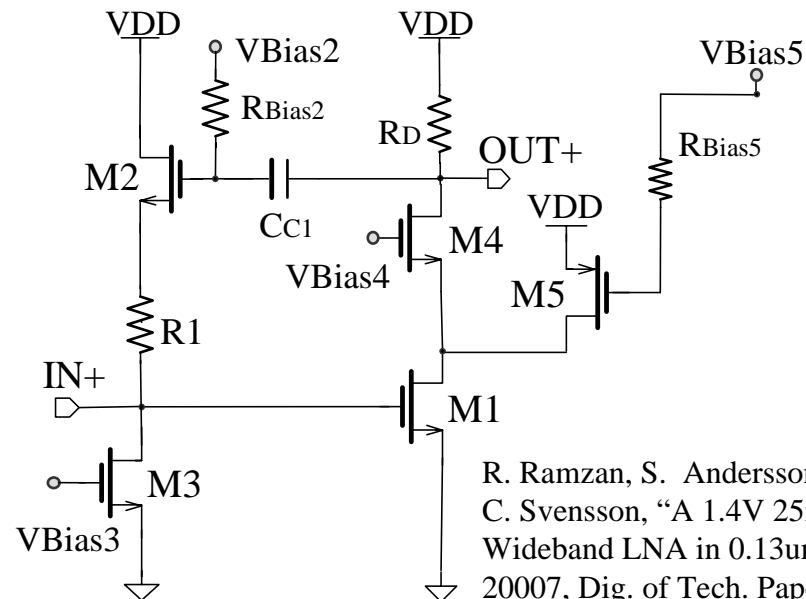 VDD
VDD
VBias2
VBias5
RBias2
RD
OUT+
RBias5
M2
CC1
VDD
M4
VBias4
M5
R1
IN+
M1
M3
VBias3
R. Ramzan, S. Andersson
C. Svensson, “A 1.4V 25
Wideband LNA in 0.13um
20007, Dig. of Tech. Pape